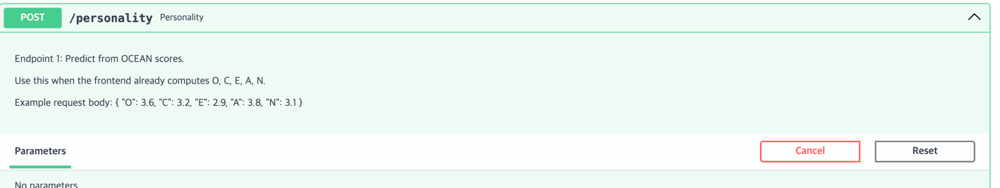 POST /personality Personality
Endpoint 1: Predict from OCEAN scores.
Use this when the frontend already computes O, C, E, A, N.
Example request body: { "O": 3.6, "C": 3.2, "E": 2.9, "A": 3.8, "N": 3.1 }
Parameters Cancel Reset
No parameters